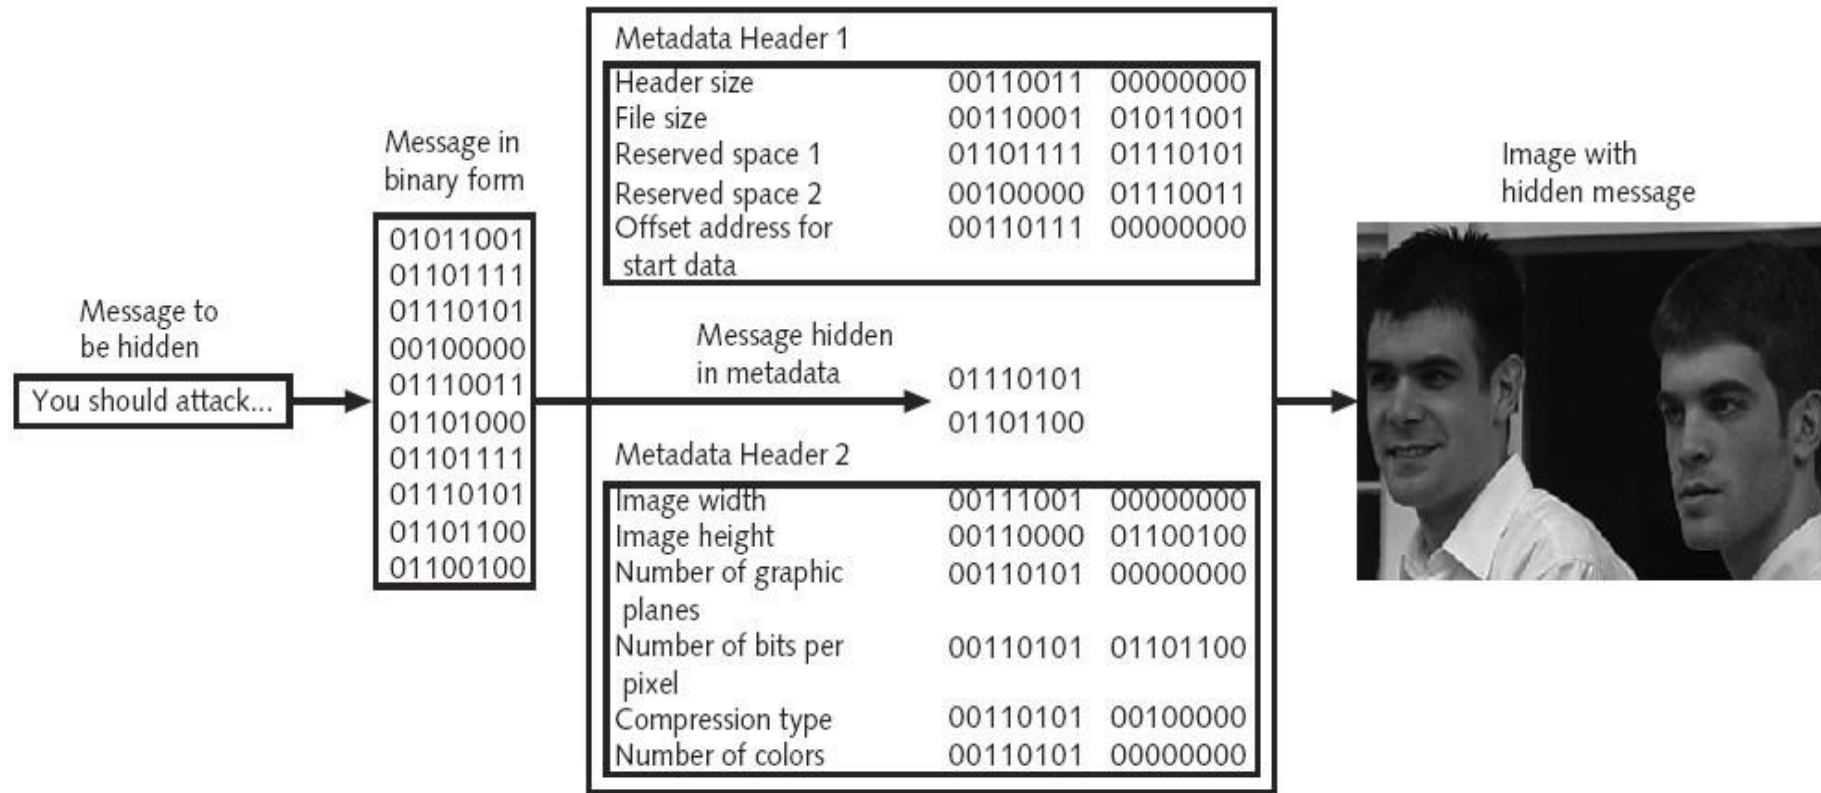 Message to
be hidden
You should attack...
Message in
binary form
01011001
01101111
01110101
00100000
01110011
01101000
01101111
01110101
01101100
01100100
Metadata Header 1
Header size 00110011 00000000
File size 00110001 01011001
Reserved space 1 01101111 01110101
Reserved space 2 00100000 01110011
Offset address for 00110111 00000000
start data
Message hidden
in metadata
01110101
01101100
Metadata Header 2
Image width 00111001 00000000
Image height 00110000 01100100
Number of graphic 00110101 00000000
planes
Number of bits per 00110101 01101100
pixel
Compression type 00110101 00100000
Number of colors 00110101 00000000
Image with
hidden message